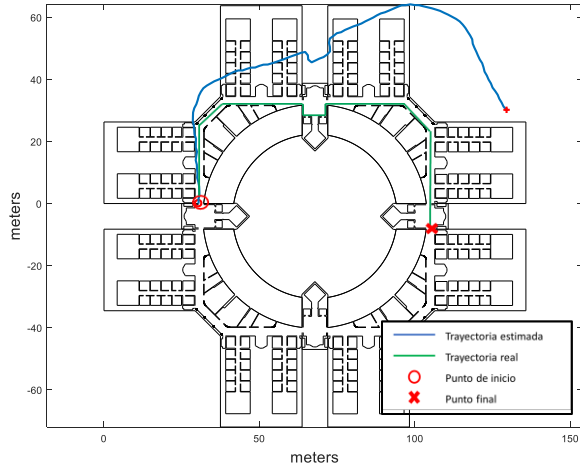 60
40
20
0
-20
-40
-60
meters
0
50
100
150
meters
Trayectoria estimada
Trayectoria real
Punto de inicio
Punto final